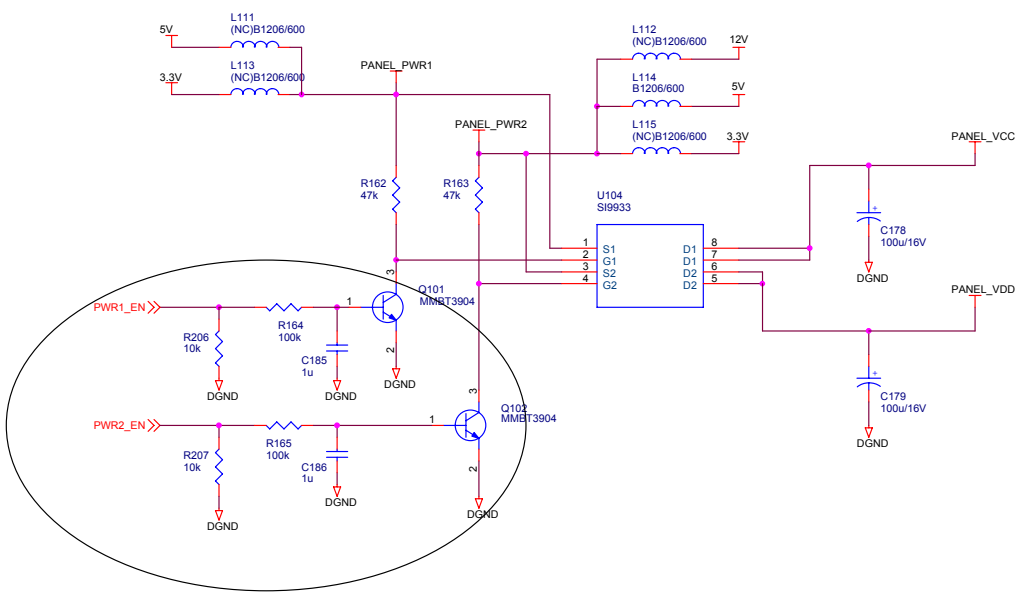 L111
(NC)B1206/600
5V
L113
(NC)B1206/600
3.3V
PANEL_PWR1
L112
(NC)B1206/600
12V
L114
B1206/600
5V
L115
(NC)B1206/600
3.3V
PANEL_PWR2
PANEL_VCC
R162
47k
R163
47k
U104
SI9933
1
2
3
4
S1
G1
S2
G2
D1
D1
D2
D2
8
7
6
5
C178
100u/16V
DGND
PANEL_VDD
C179
100u/16V
DGND
PWR1_EN
R206
10k
DGND
R164
100k
C185
1u
DGND
1
3
Q101
MMBT3904
2
DGND
PWR2_EN
R207
10k
DGND
R165
100k
C186
1u
DGND
1
3
Q102
MMBT3904
2
DGND